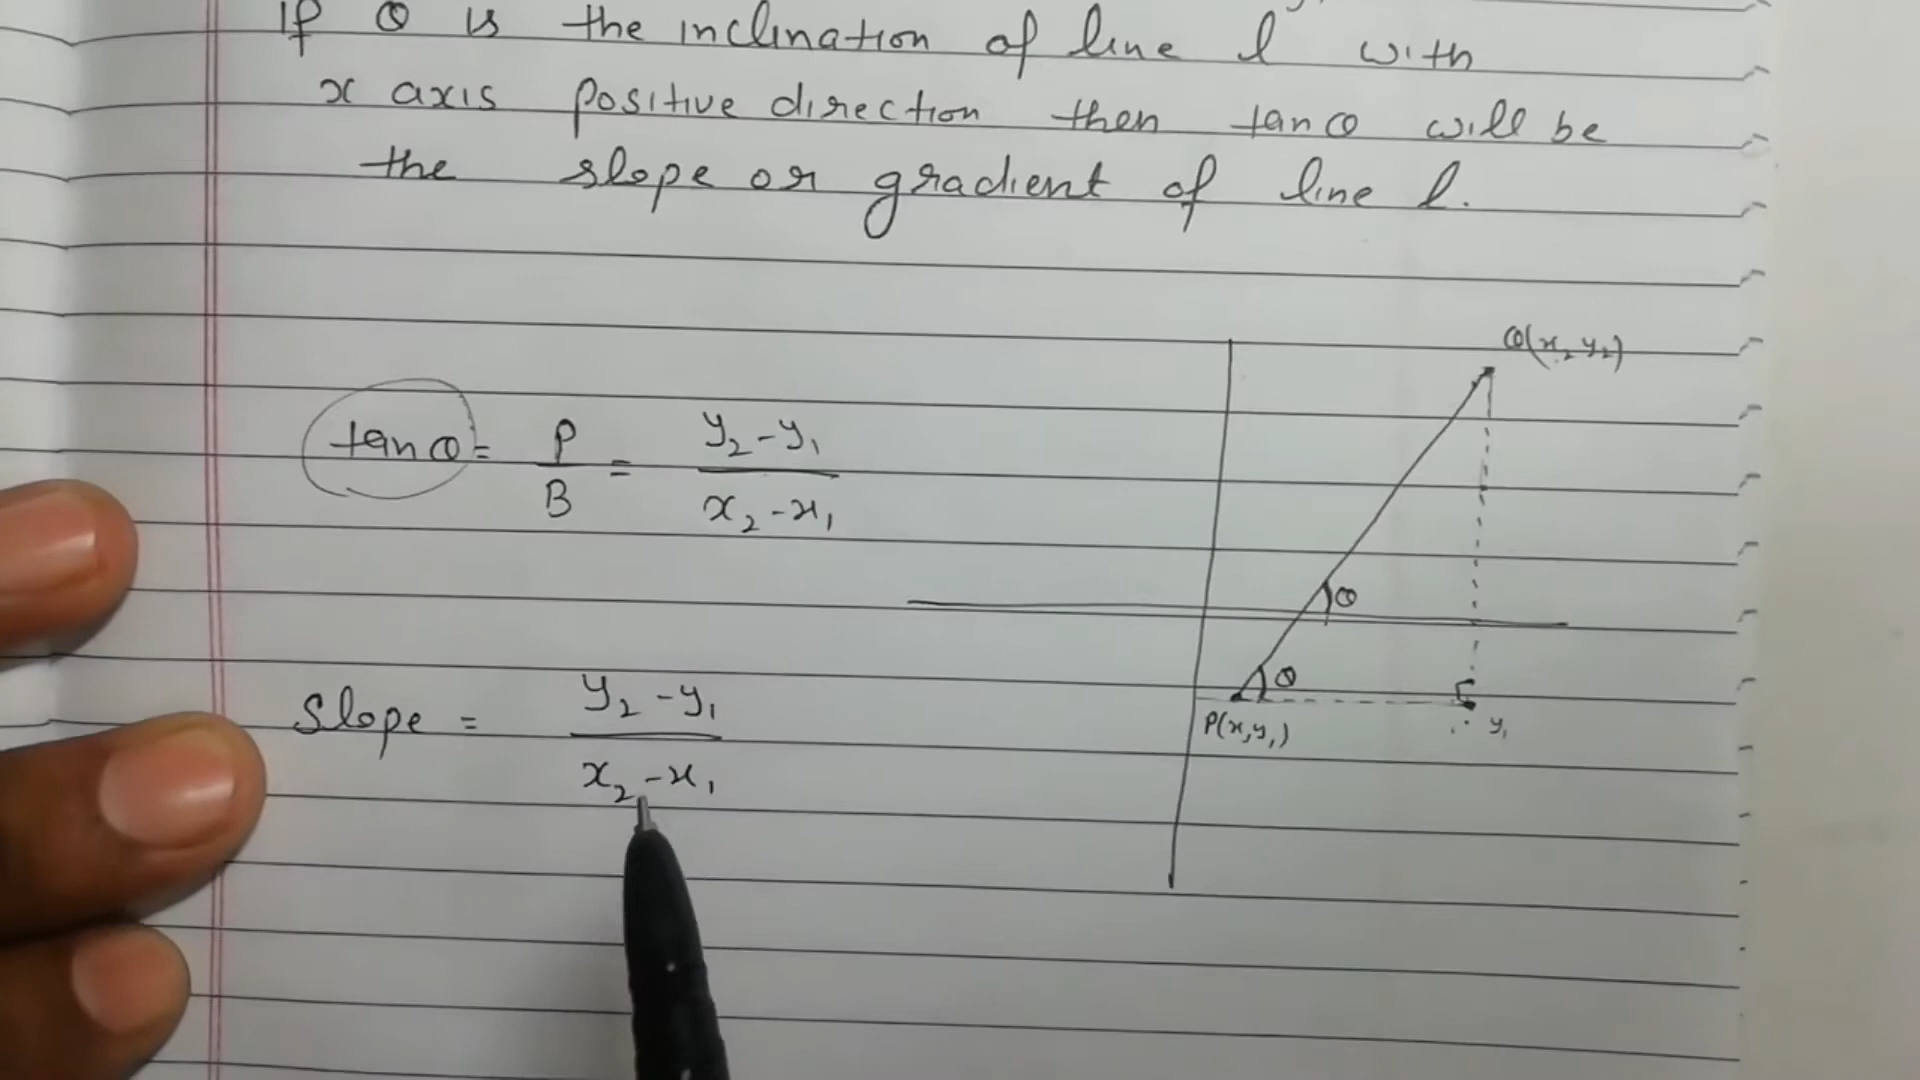 If θ is the inclination of line l with
x axis positive direction then tan θ will be
the slope or gradient of line l.
Q(x₂ y₂)
tan θ = P/B = y₂ - y₁ / x₂ - x₁
θ
θ
P(x, y₁)
y₁
Slope = y₂ - y₁ / x₂ - x₁